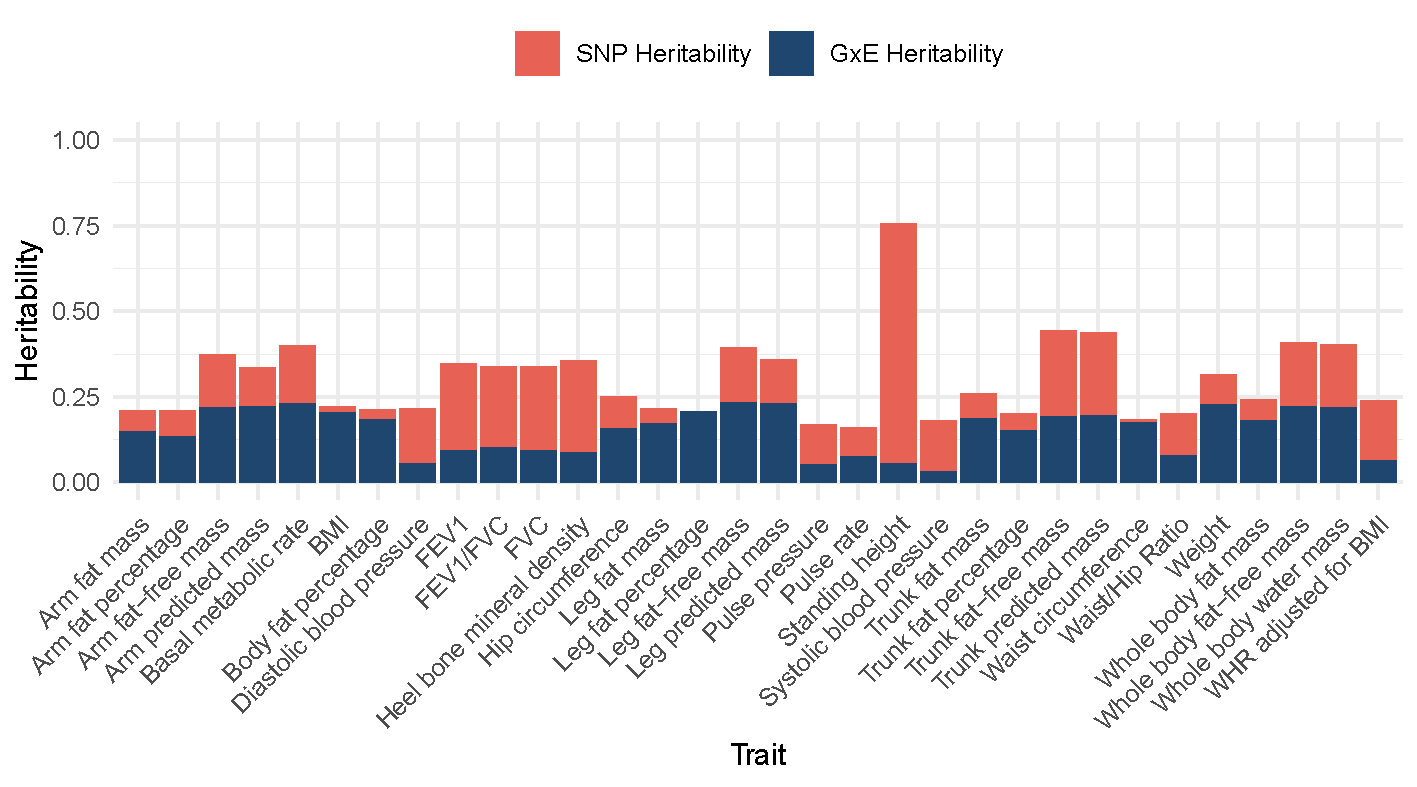 SNP Heritability GxE Heritability
Heritability
1.00
0.75
0.50
0.25
0.00
Arm fat mass
Arm fat percentage
Arm fat−free mass
Arm predicted mass
Basal metabolic rate
BMI
Body fat percentage
Diastolic blood pressure
FEV1
FEV1/FVC
FVC
Heel bone mineral density
Hip circumference
Leg fat mass
Leg fat percentage
Leg fat−free mass
Leg predicted mass
Pulse pressure
Pulse rate
Standing height
Systolic blood pressure
Trunk fat mass
Trunk fat percentage
Trunk fat−free mass
Trunk predicted mass
Waist circumference
Waist/Hip Ratio
Weight
Whole body fat mass
Whole body fat−free mass
Whole body water mass
WHR adjusted for BMI
Trait